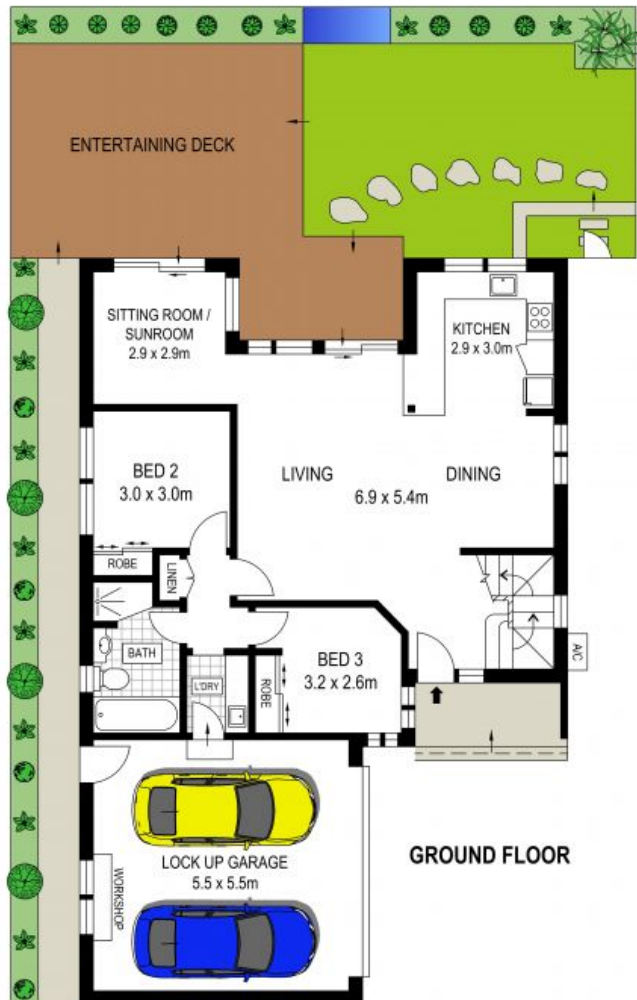 ENTERTAINING DECK
SITTING ROOM /
SUNROOM
2.9 x 2.9m
KITCHEN
2.9 x 3.0m
BED 2
3.0 x 3.0m
LIVING
DINING
6.9 x 5.4m
ROBE
LINEN
BATH
L'DRY
ROBE
BED 3
3.2 x 2.6m
A/C
LOCK UP GARAGE
5.5 x 5.5m
WORKSHOP
GROUND FLOOR